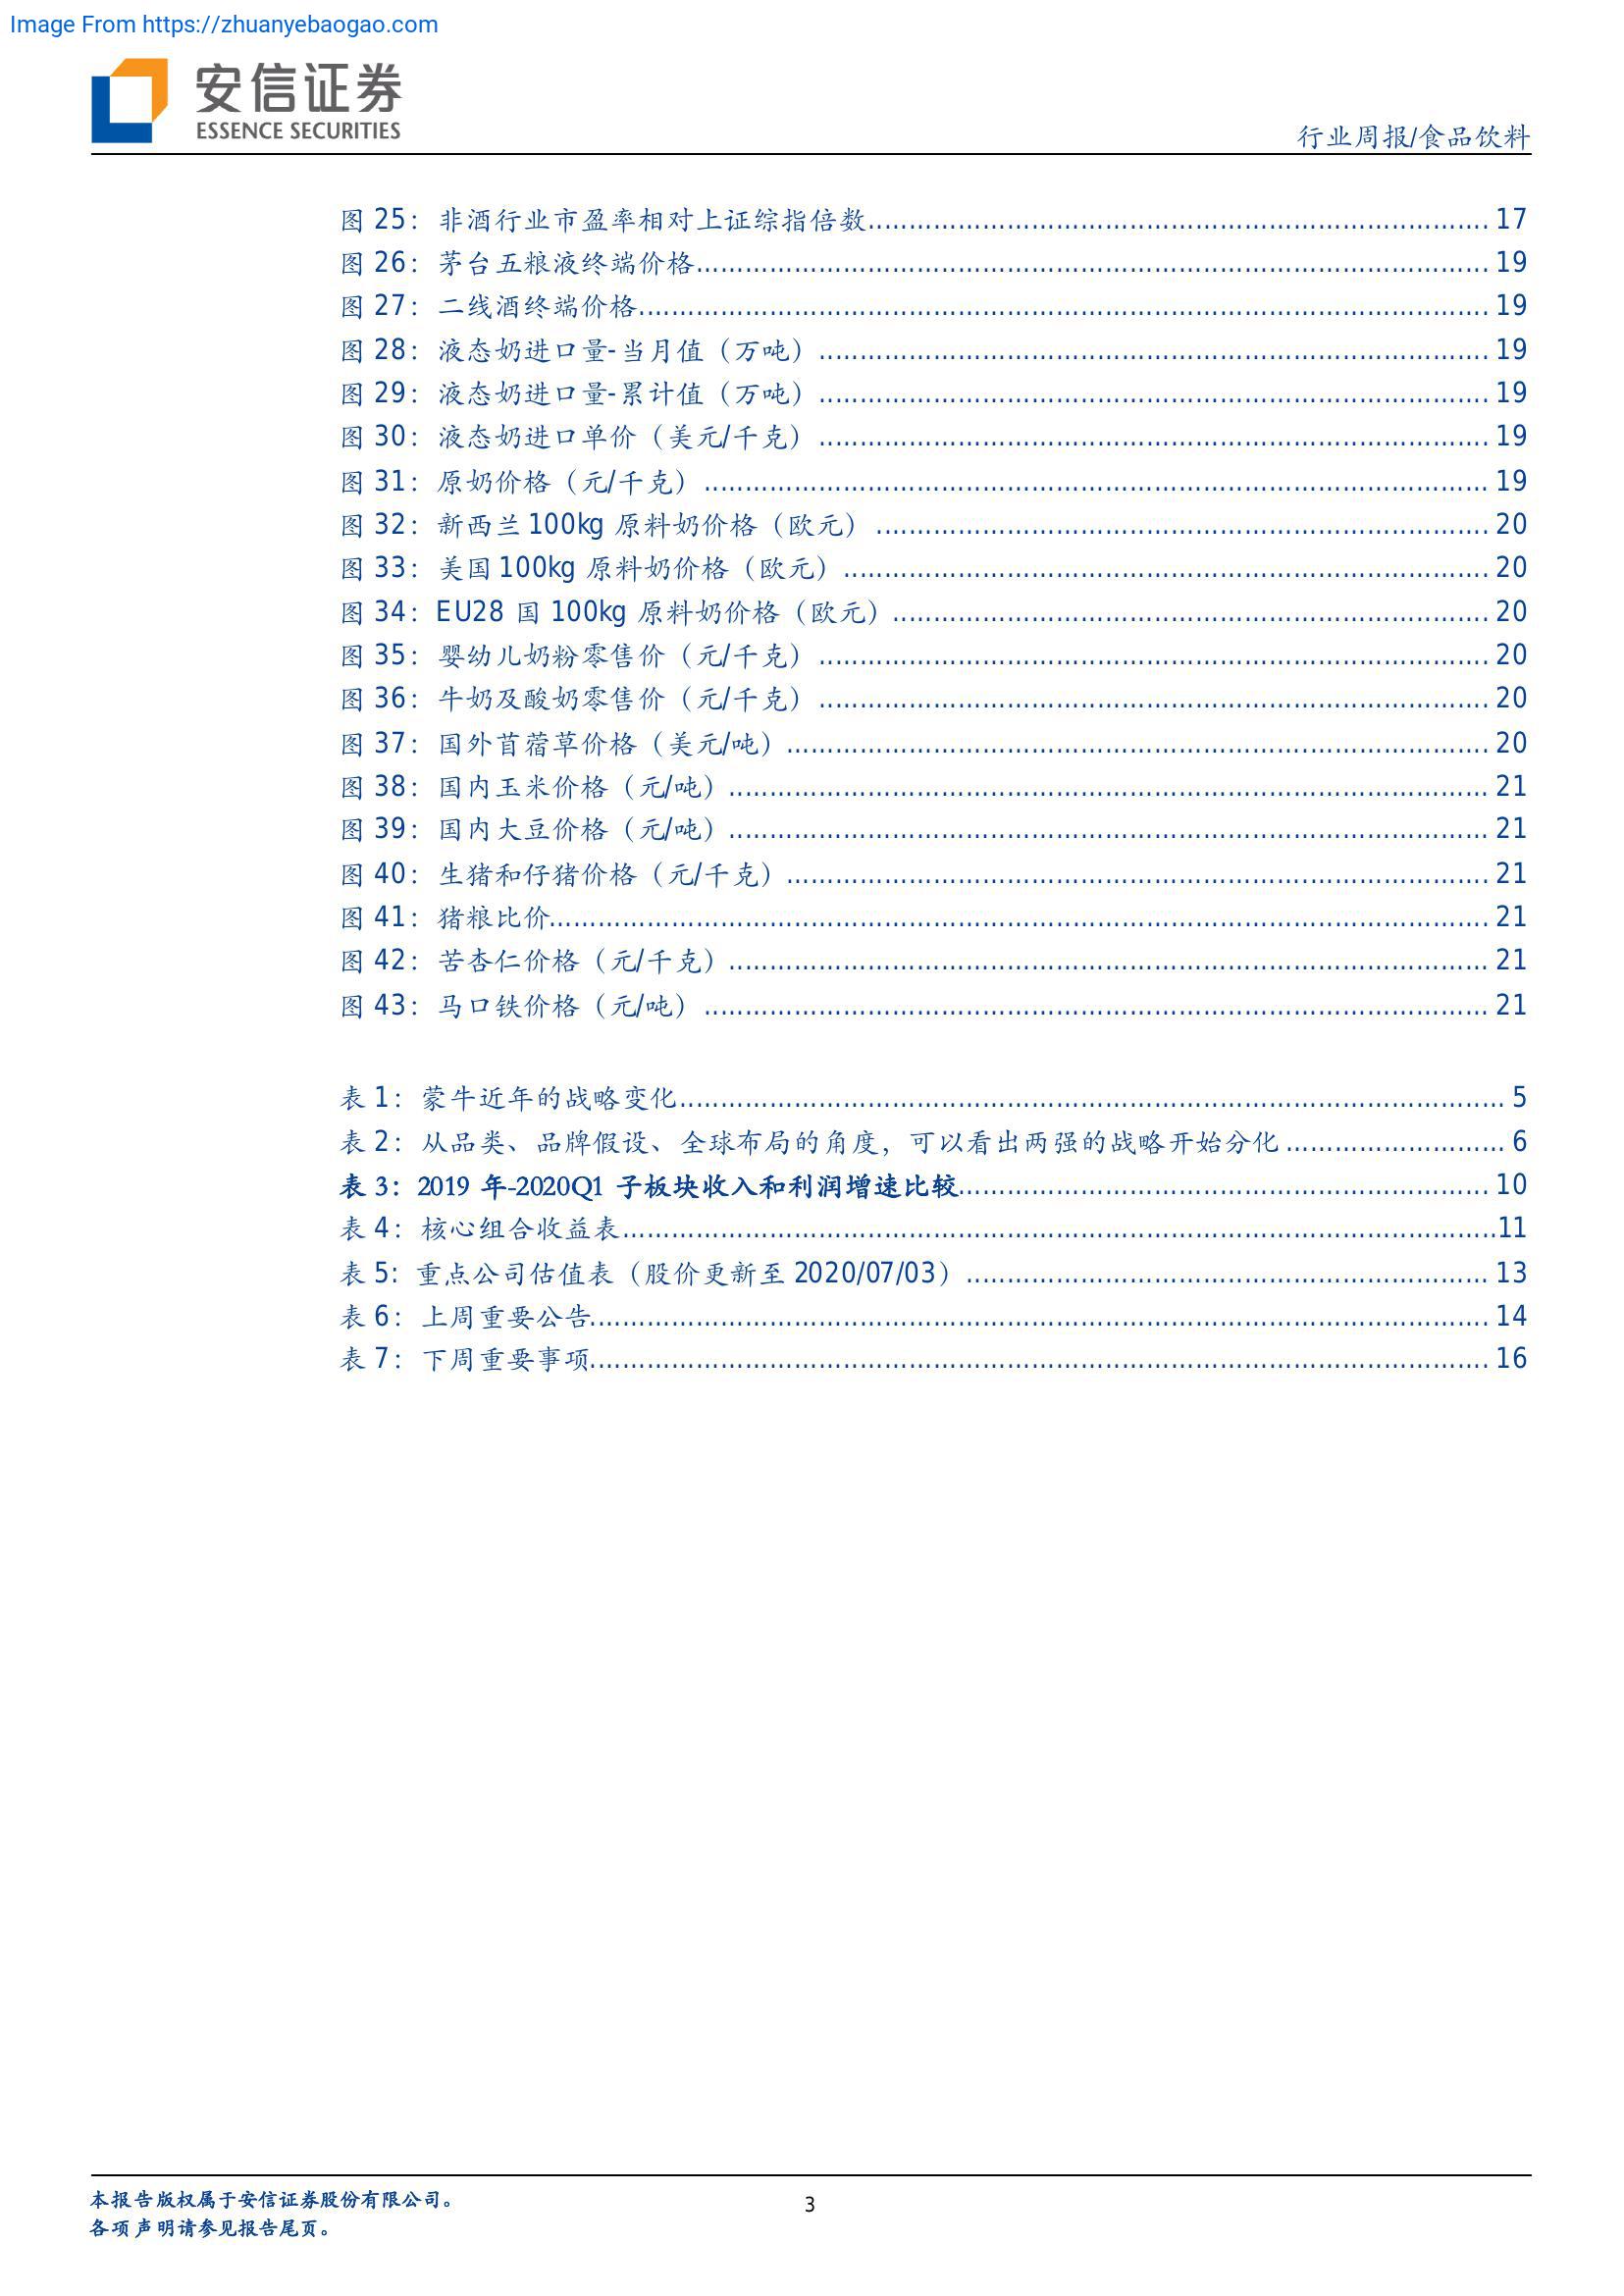 Image From https://zhuanyebaogao.com
安信证券
ESSENCE SECURITIES
行业周报/食品饮料
图 25：非酒行业市盈率相对上证综指倍数.......................................................................... 17
图 26：茅台五粮液终端价格.......................................................................... 19
图 27：二线酒终端价格.......................................................................... 19
图 28：液态奶进口量-当月值（万吨）.......................................................................... 19
图 29：液态奶进口量-累计值（万吨）.......................................................................... 19
图 30：液态奶进口单价（美元/千克）.......................................................................... 19
图 31：原奶价格（元/千克）.......................................................................... 19
图 32：新西兰 100kg 原料奶价格（欧元）.......................................................................... 20
图 33：美国 100kg 原料奶价格（欧元）.......................................................................... 20
图 34：EU28 国 100kg 原料奶价格（欧元）.......................................................................... 20
图 35：婴幼儿奶粉零售价（元/千克）.......................................................................... 20
图 36：牛奶及酸奶零售价（元/千克）.......................................................................... 20
图 37：国外苜蓿草价格（美元/吨）.......................................................................... 20
图 38：国内玉米价格（元/吨）.......................................................................... 21
图 39：国内大豆价格（元/吨）.......................................................................... 21
图 40：生猪和仔猪价格（元/千克）.......................................................................... 21
图 41：猪粮比价.......................................................................... 21
图 42：苦杏仁价格（元/千克）.......................................................................... 21
图 43：马口铁价格（元/吨）.......................................................................... 21
表 1：蒙牛近年的战略变化.......................................................................... 5
表 2：从品类、品牌假设、全球布局的角度，可以看出两强的战略开始分化........................... 6
表 3：2019 年-2020Q1 子板块收入和利润增速比较.......................................................................... 10
表 4：核心组合收益表..........................................................................11
表 5：重点公司估值表（股价更新至 2020/07/03）.......................................................................... 13
表 6：上周重要公告.......................................................................... 14
表 7：下周重要事项.......................................................................... 16
本报告版权属于安信证券股份有限公司。
各项声明请参见报告尾页。
3